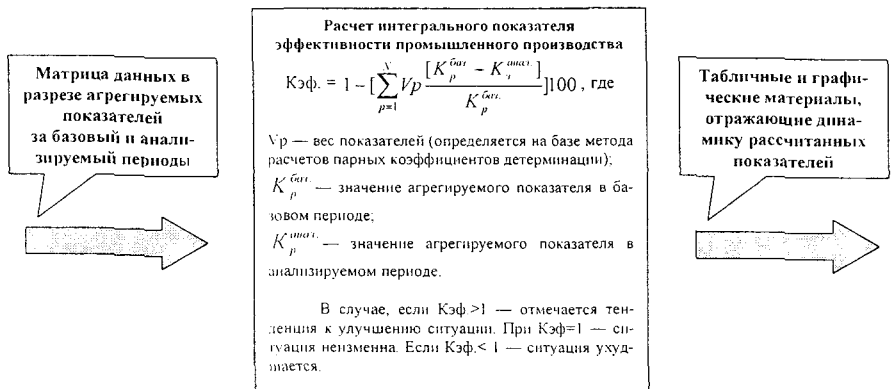 Матрица данных в
разрезе агрегируемых
показателей
за базовый и анали-
зируемый периоды
Расчет интегрального показателя
эффективности промышленного производства
Кэф. = 1 – [∑_{p=1}^{N} Vp [K_p^{баз.} – K_л^{анал.}] / K_p^{баз.}]100, где
Vp — вес показателей (определяется на базе метода
расчетов парных коэффициентов детерминации);
K_p^{баз.} — значение агрегируемого показателя в ба-
зовом периоде;
K_p^{анал.} — значение агрегируемого показателя в
анализируемом периоде.
В случае, если Кэф.>1 — отмечается тен-
денция к улучшению ситуации. При Кэф=1 — си-
туация неизменна. Если Кэф.< 1 — ситуация ухуд-
шается.
Табличные и графи-
ческие материалы,
отражающие дина-
мику рассчитанных
показателей